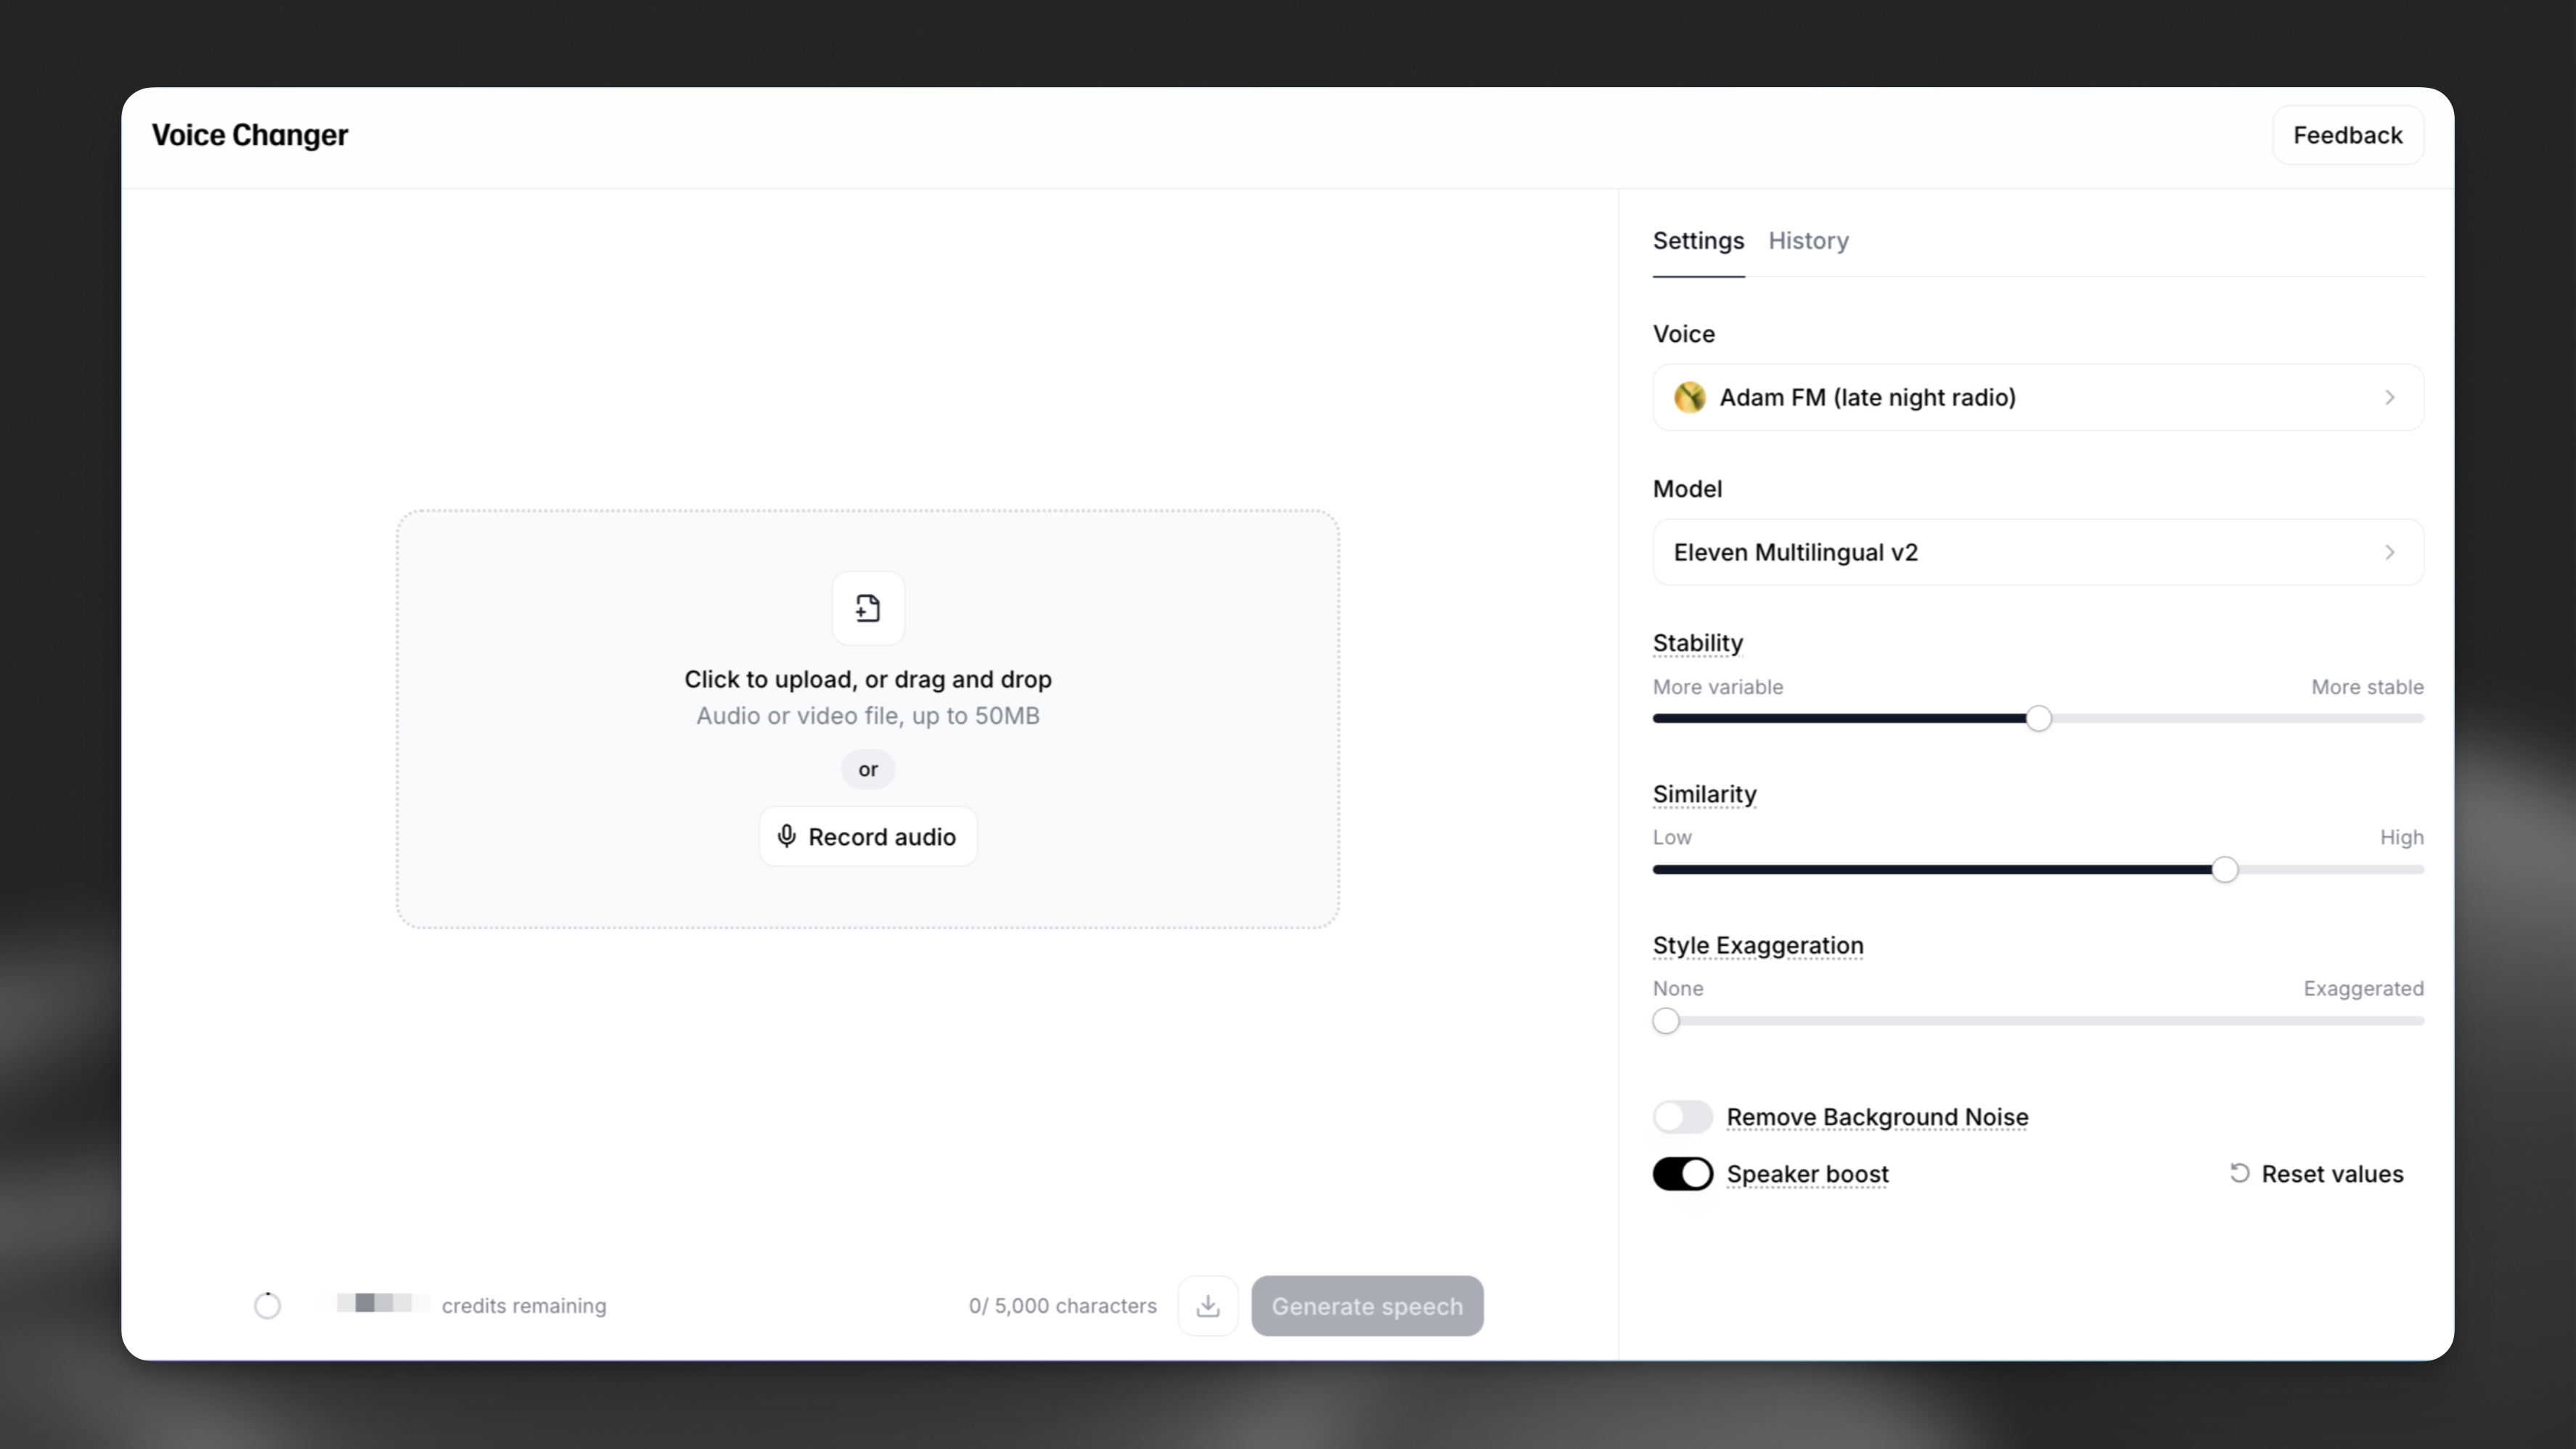 Voice Changer
Feedback
Click to upload, or drag and drop
Audio or video file, up to 50MB
or
Record audio
credits remaining
0/ 5,000 characters
Generate speech
Settings History
Voice
Adam FM (late night radio)
Model
Eleven Multilingual v2
Stability
More variable More stable
Similarity
Low High
Style Exaggeration
None Exaggerated
Remove Background Noise
Speaker boost
Reset values